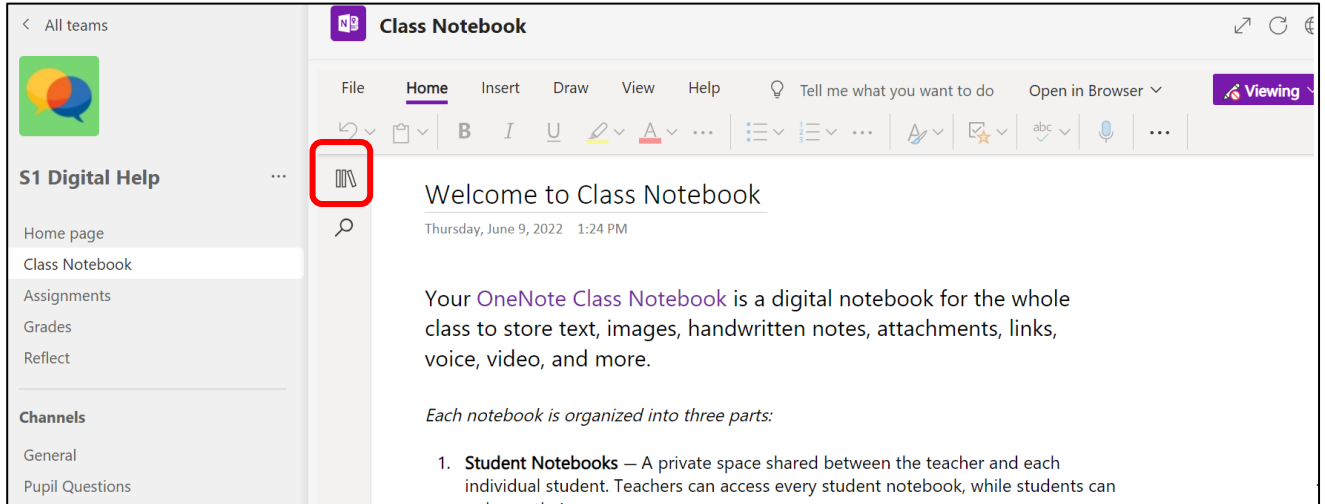 < All teams
S1 Digital Help
Home page
Class Notebook
Assignments
Grades
Reflect
Channels
General
Pupil Questions
Class Notebook
File Home Insert Draw View Help Tell me what you want to do Open in Browser Viewing
B I U A ... abc ...
Welcome to Class Notebook
Thursday, June 9, 2022 1:24 PM
Your OneNote Class Notebook is a digital notebook for the whole
class to store text, images, handwritten notes, attachments, links,
voice, video, and more.
Each notebook is organized into three parts:
1. Student Notebooks — A private space shared between the teacher and each
individual student. Teachers can access every student notebook, while students can